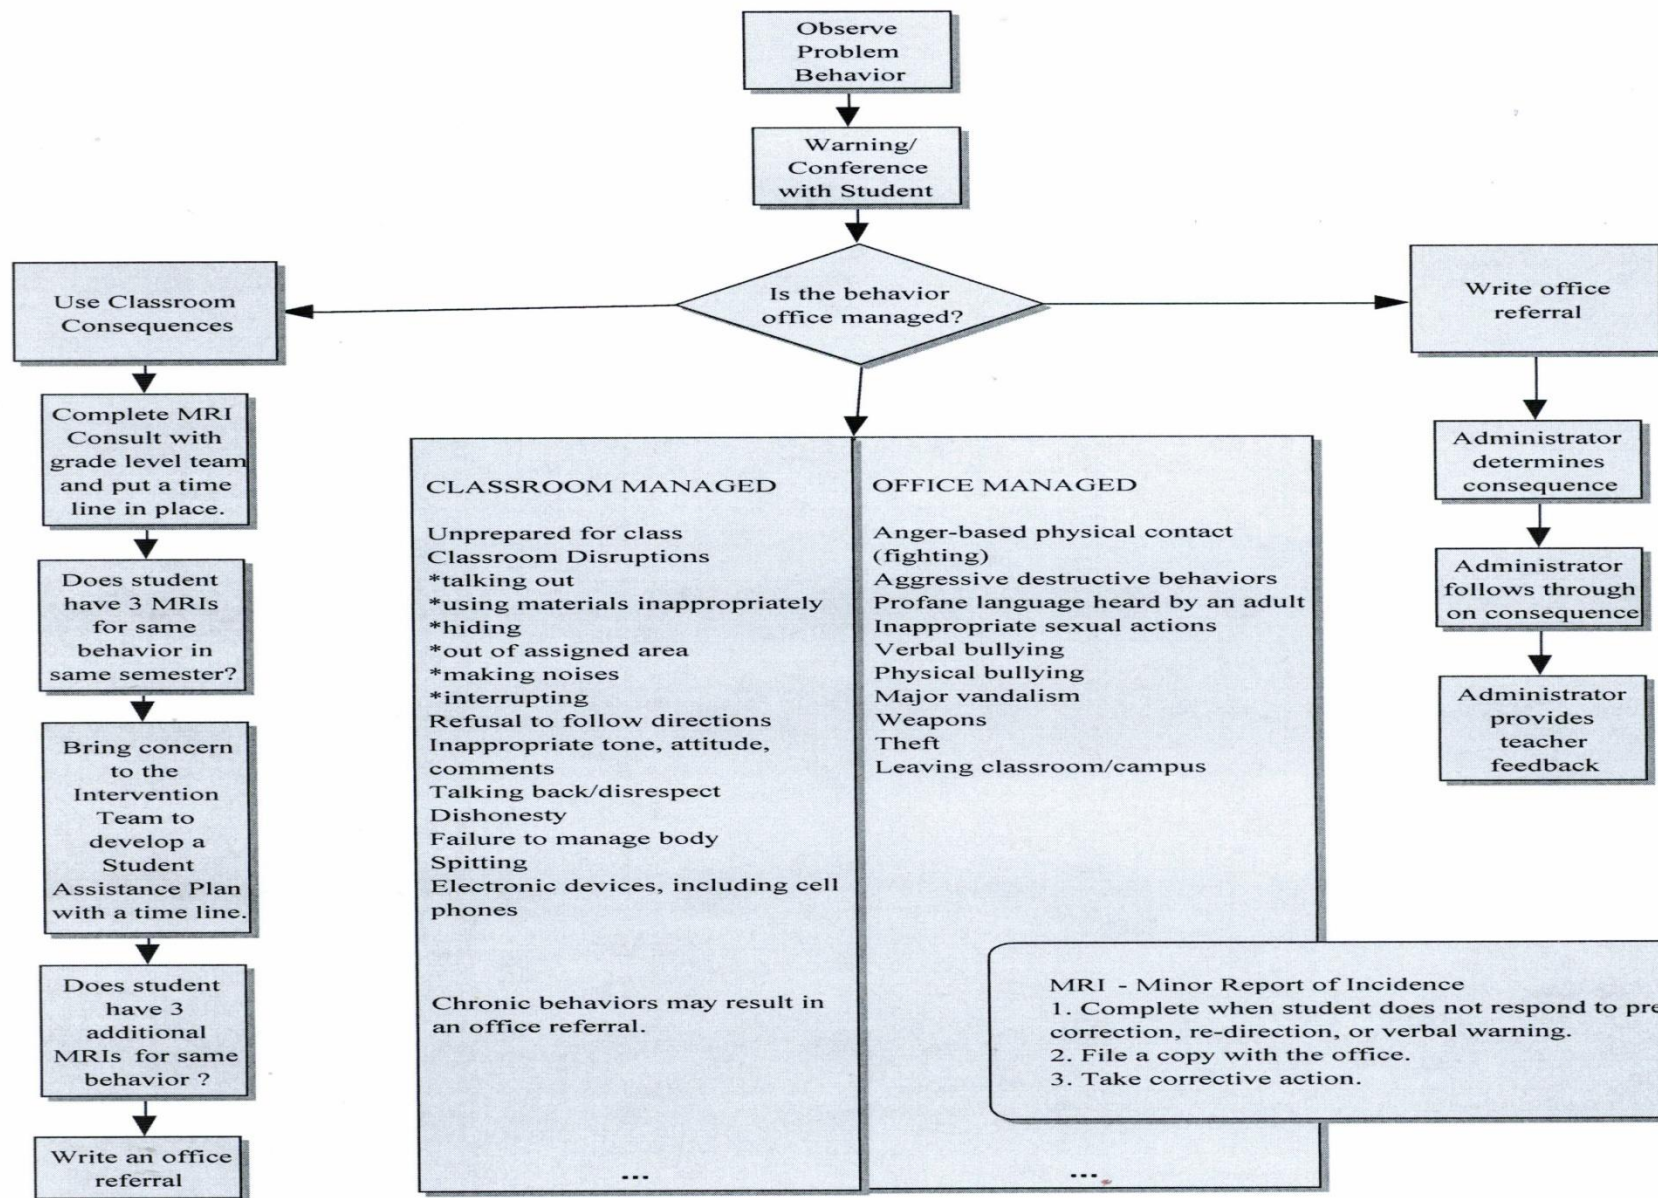 Observe
Problem
Behavior
Warning/
Conference
with Student
Is the behavior
office managed?
Use Classroom
Consequences
Complete MRI
Consult with
grade level team
and put a time
line in place.
Does student
have 3 MRIs
for same
behavior in
same semester?
Bring concern
to the
Intervention
Team to
develop a
Student
Assistance Plan
with a time line.
Does student
have 3
additional
MRIs for same
behavior ?
Write an office
referral
CLASSROOM MANAGED
Unprepared for class
Classroom Disruptions
*talking out
*using materials inappropriately
*hiding
*out of assigned area
*making noises
*interrupting
Refusal to follow directions
Inappropriate tone, attitude,
comments
Talking back/disrespect
Dishonesty
Failure to manage body
Spitting
Electronic devices, including cell
phones
Chronic behaviors may result in
an office referral.
...
OFFICE MANAGED
Anger-based physical contact
(fighting)
Aggressive destructive behaviors
Profane language heard by an adult
Inappropriate sexual actions
Verbal bullying
Physical bullying
Major vandalism
Weapons
Theft
Leaving classroom/campus
...
Write office
referral
Administrator
determines
consequence
Administrator
follows through
on consequence
Administrator
provides
teacher
feedback
MRI - Minor Report of Incidence
1. Complete when student does not respond to pre
correction, re-direction, or verbal warning.
2. File a copy with the office.
3. Take corrective action.